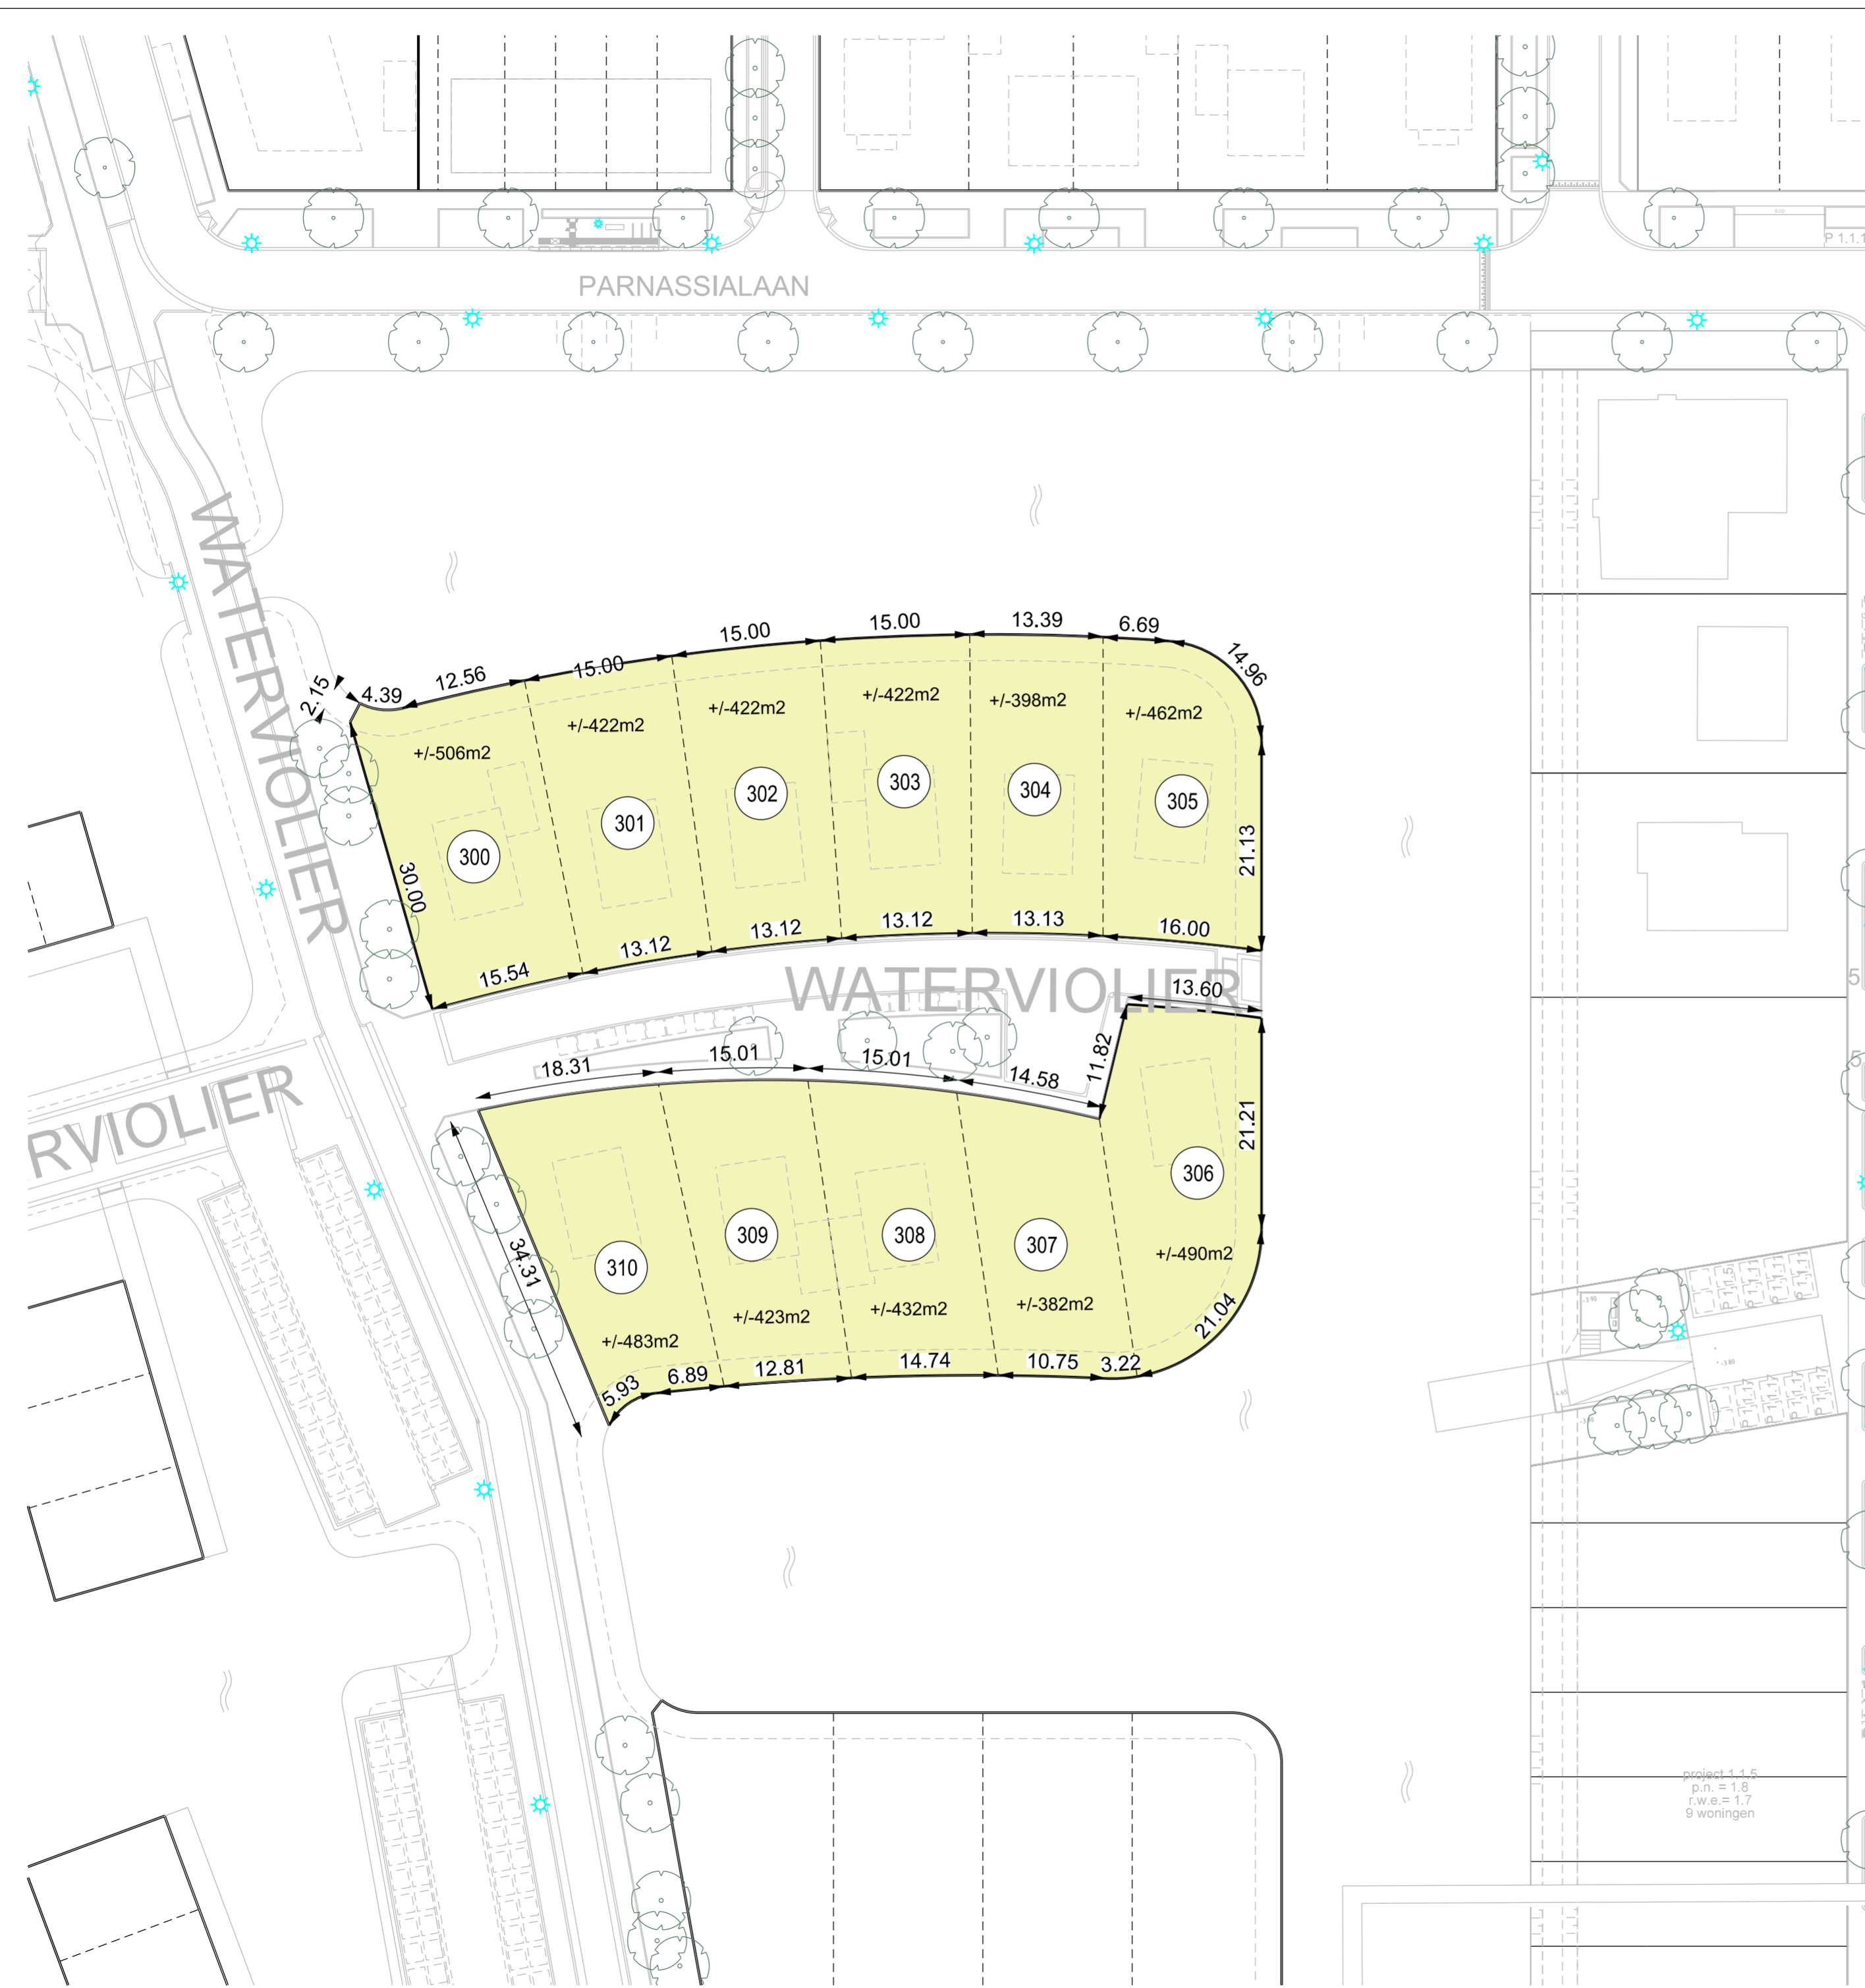 PARNASSIALAAN
P 1.1.1
WATERVIOLIER
15.00
15.00
13.39
6.69
14.96
12.56
15.00
4.39
2.15
+/-506m2
+/-422m2
+/-422m2
+/-422m2
+/-398m2
+/-462m2
300
301
302
303
304
305
30.00
21.13
15.54
13.12
13.12
13.12
13.13
16.00
WATERVIOLIER
13.60
18.31
15.01
15.01
14.58
11.82
21.21
RVIOLIER
34.31
310
309
308
307
306
+/-483m2
+/-423m2
+/-432m2
+/-382m2
+/-490m2
21.04
5.93
6.89
12.81
14.74
10.75
3.22
project 1.1.5
p.n. = 1.8
r.w.e.= 1.7
9 woningen